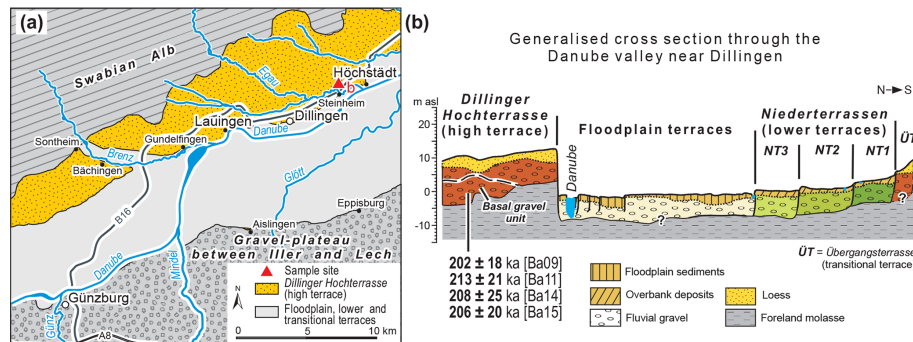 (a)
Swabian Alb
Egau
Höchstädt
b
Steinheim
Dillingen
Lauingen
Danube
Gundelfingen
Sontheim
Brenz
Bächingen
Glött
B16
Eppisburg
Aislingen
Gravel-plateau
between Iller and Lech
Danube
Mindel
Günzburg
Günz
A8
Sample site
Dillinger Hochterrasse
(high terrace)
Floodplain, lower and
transitional terraces
N
0 5 10 km
(b)
Generalised cross section through the
Danube valley near Dillingen
N S
m asl
Dillinger
Hochterrasse
(high terrace)
Floodplain terraces
Niederterrassen
(lower terraces)
NT3 NT2 NT1
ÜT
Danube
10
5
0
-10
Basal gravel
unit
?
?
202 ± 18 ka [Ba09]
213 ± 21 ka [Ba11]
208 ± 25 ka [Ba14]
206 ± 20 ka [Ba15]
ÜT = Übergangsterrasse
(transitional terrace
Floodplain sediments
Overbank deposits
Loess
Fluvial gravel
Foreland molasse